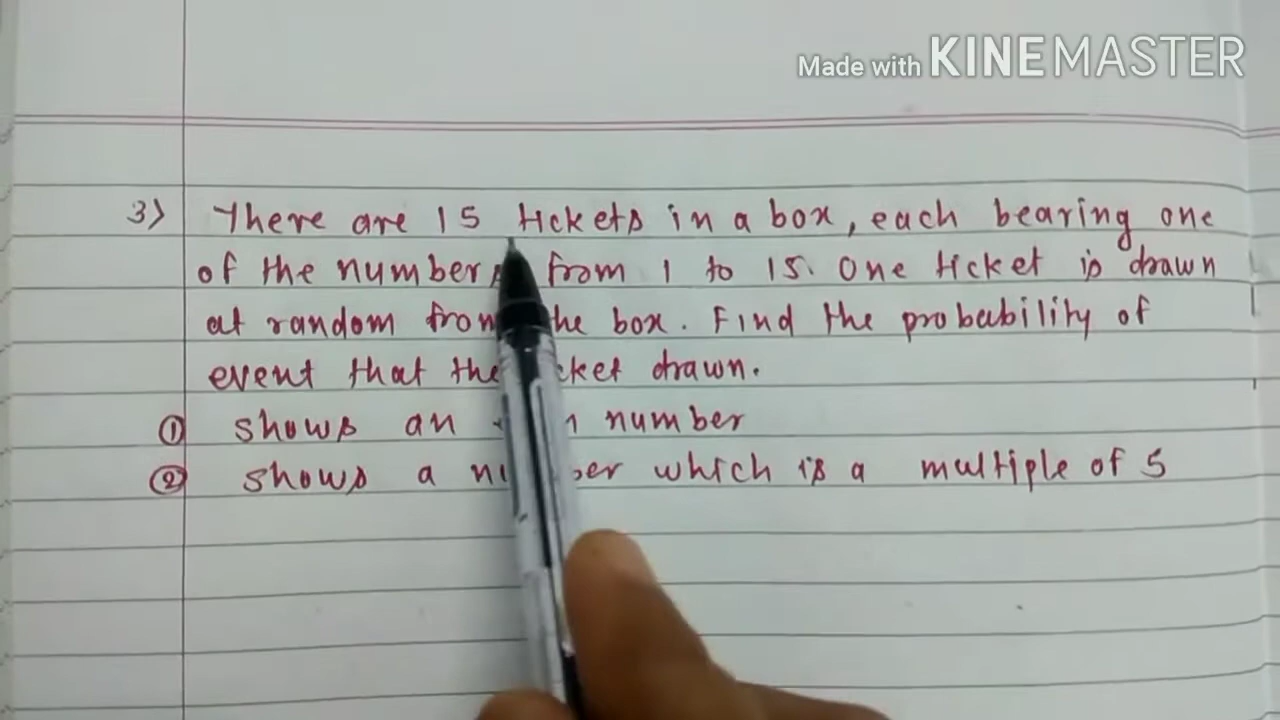 Made with KINEMASTER
3) There are 15 tickets in a box, each bearing one
of the numbers from 1 to 15. One ticket is drawn
at random from the box. Find the probability of
event that the drawn.
① shows an number
② shows a number which is a multiple of 5